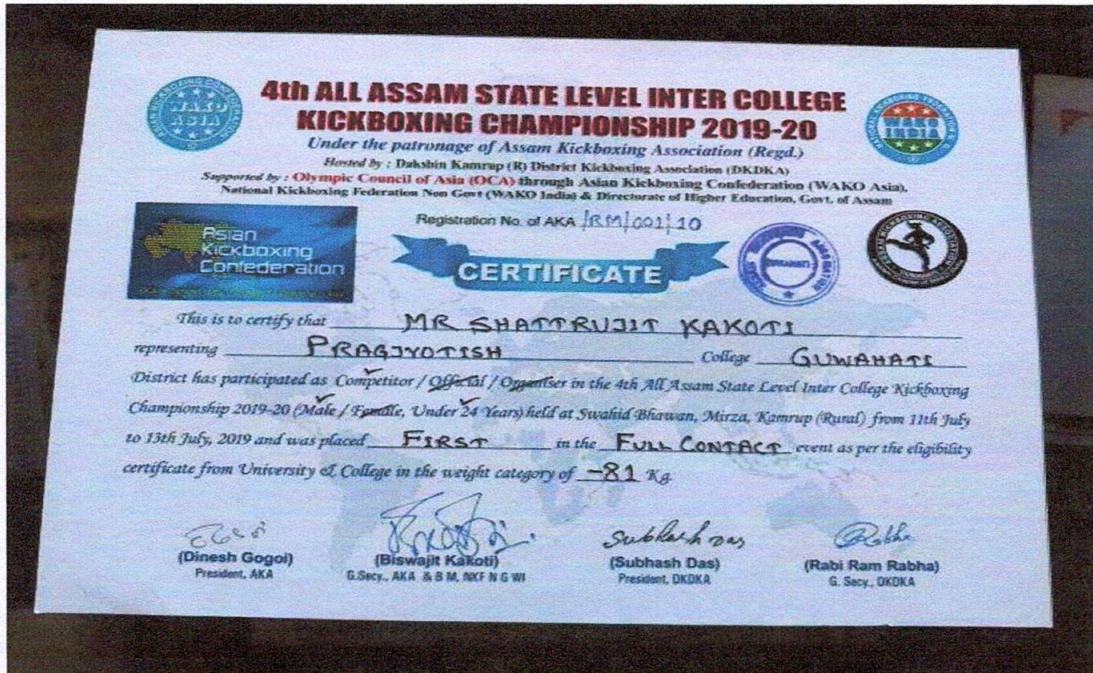 4th ALL ASSAM STATE LEVEL INTER COLLEGE
KICKBOXING CHAMPIONSHIP 2019-20
Under the patronage of Assam Kickboxing Association (Regd.)
Hosted by : Dakshin Kamrup (R) District Kickboxing Association (DKDKA)
Supported by : Olympic Council of Asia (OCA) through Asian Kickboxing Confederation (WAKO Asia),
National Kickboxing Federation Non Govt (WAKO India) & Directorate of Higher Education, Govt. of Assam
WAKO ASIA
WAKO INDIA
Registration No. of AKA /RM/001/10
Asian
Kickboxing
Confederation
CERTIFICATE
This is to certify that MR SHATTRUJIT KAKOTI
representing PRAGJYOTISH College GUWAHATI
District has participated as Competitor / Official / Organiser in the 4th All Assam State Level Inter College Kickboxing
Championship 2019-20 (Male / Female, Under 24 Years) held at Swahid Bhawan, Mirza, Kamrup (Rural) from 11th July
to 13th July, 2019 and was placed FIRST in the FULL CONTACT event as per the eligibility
certificate from University & College in the weight category of -81 Kg.
Subhash Das
Rabha
(Dinesh Gogoi)
President, AKA
(Biswajit Kakoti)
G.Secy., AKA & B M, NKF N G WI
(Subhash Das)
President, DKDKA
(Rabi Ram Rabha)
G. Secy., DKDKA